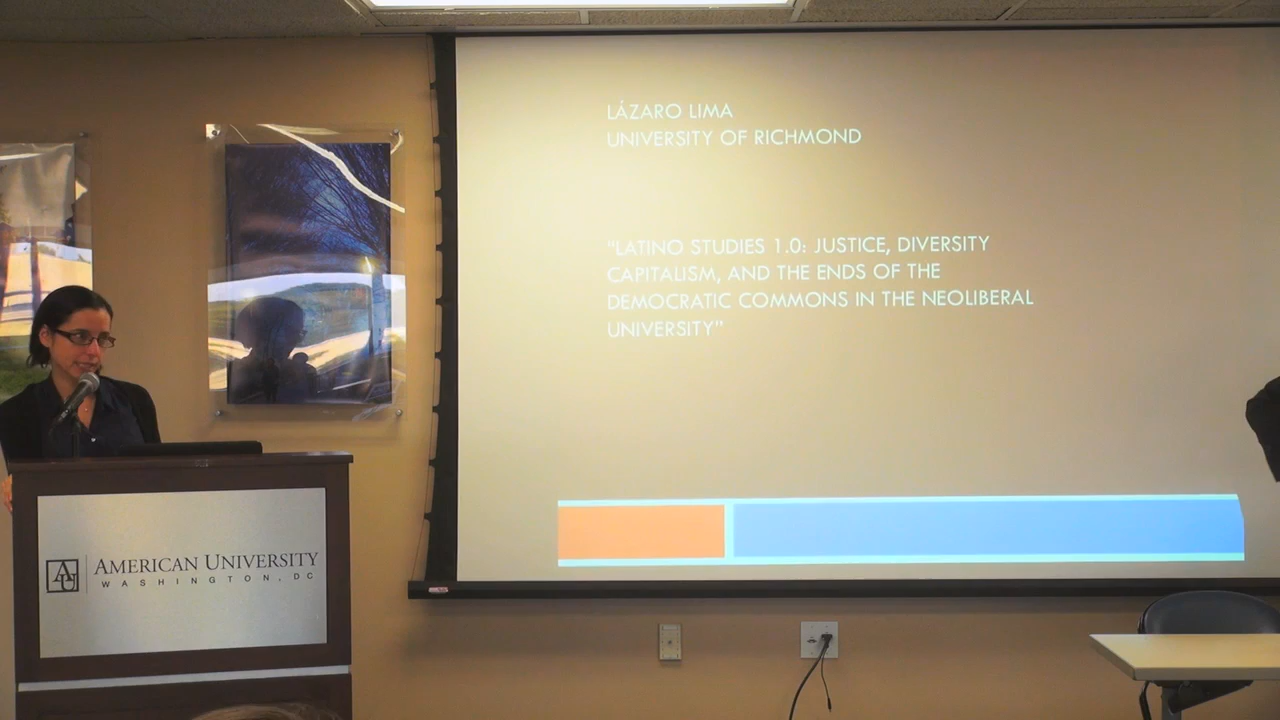 LÁZARO LIMA
UNIVERSITY OF RICHMOND
"LATINO STUDIES 1.0: JUSTICE, DIVERSITY
CAPITALISM, AND THE ENDS OF THE
DEMOCRATIC COMMONS IN THE NEOLIBERAL
UNIVERSITY"
AU
AMERICAN UNIVERSITY
WASHINGTON, DC